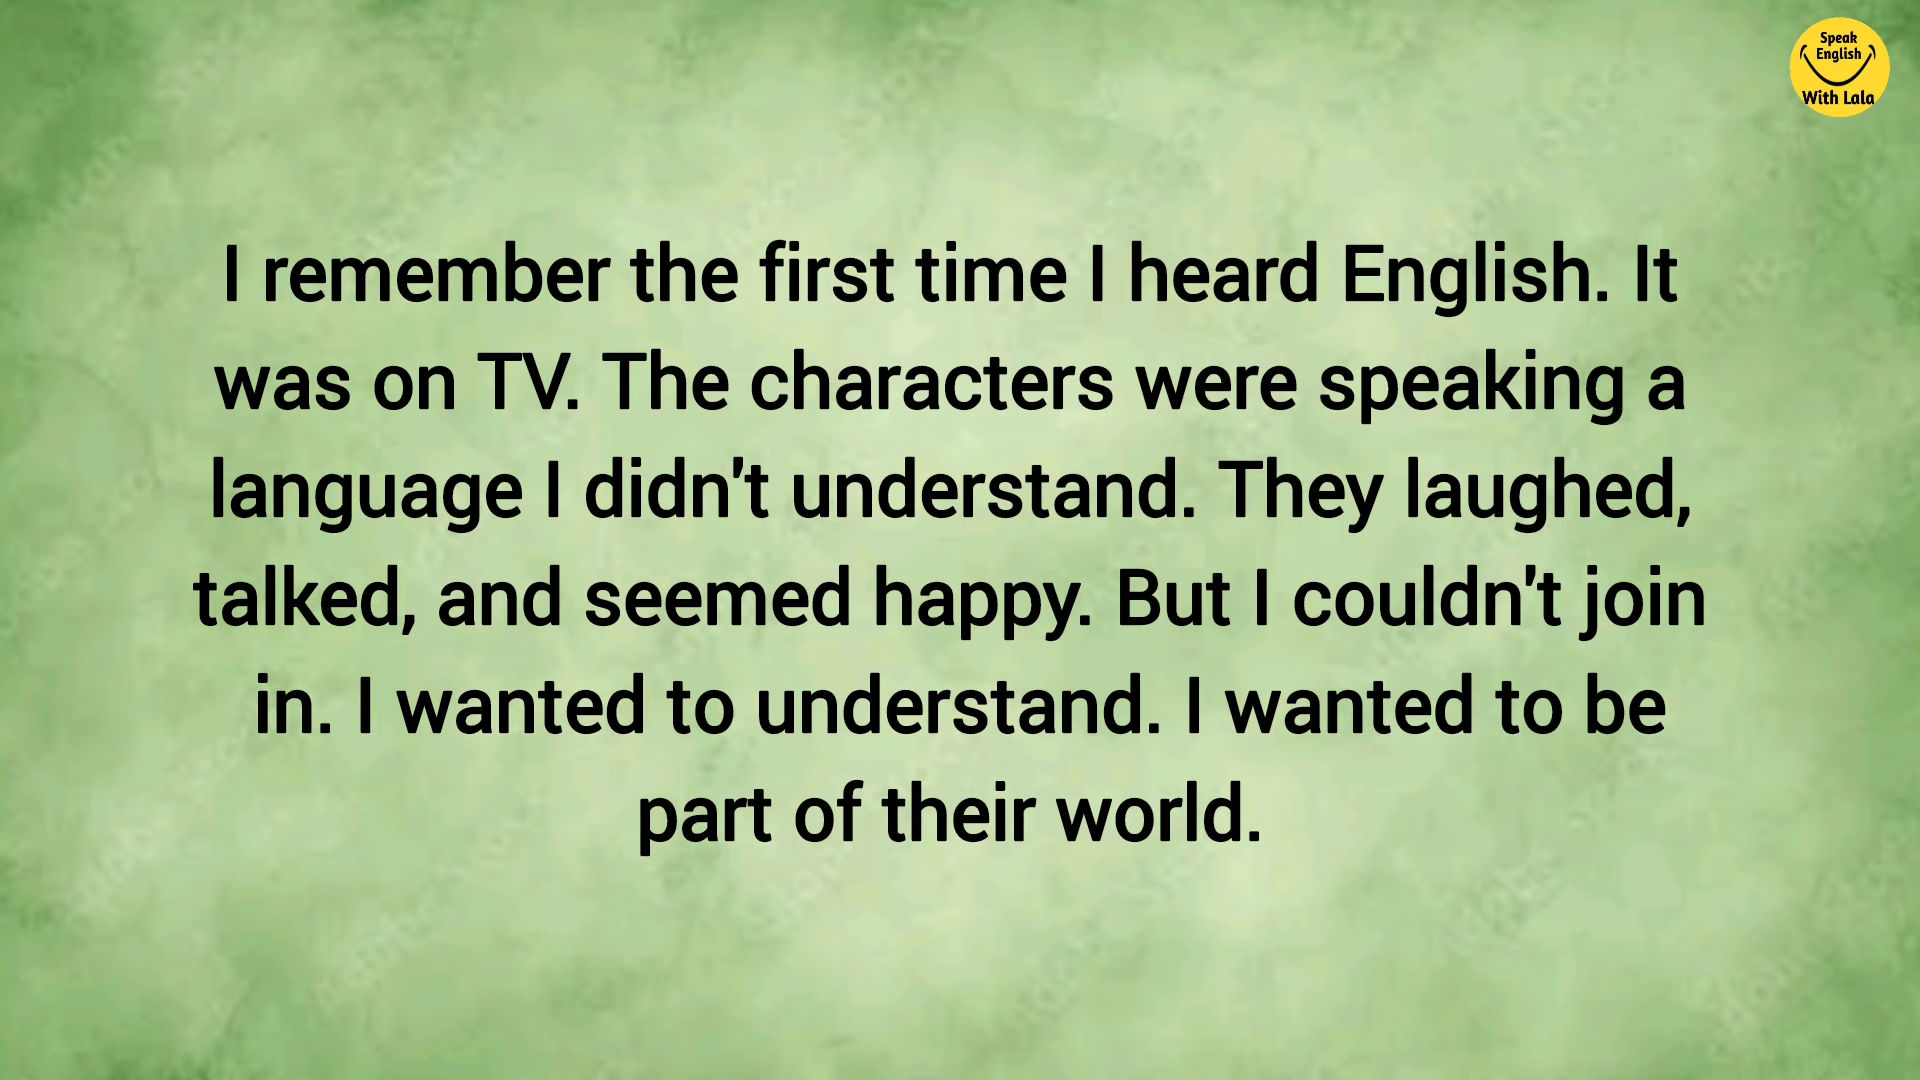 Speak
English
With Lala
I remember the first time I heard English. It
was on TV. The characters were speaking a
language I didn't understand. They laughed,
talked, and seemed happy. But I couldn't join
in. I wanted to understand. I wanted to be
part of their world.